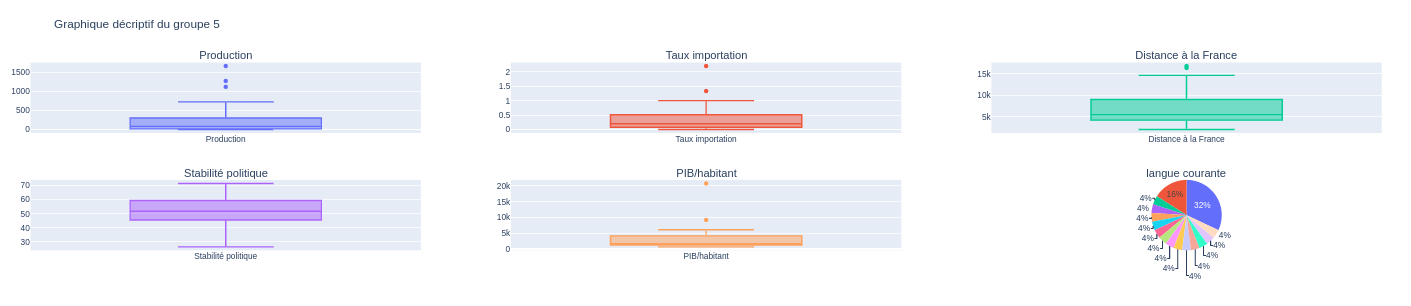 Graphique décriptif du groupe 5
Production
Taux importation
Distance à la France
1500
1000
500
0
2
1.5
1
0.5
0
15k
10k
5k
Production
Taux importation
Distance à la France
Stabilité politique
PIB/habitant
langue courante
70
60
50
40
30
20k
15k
10k
5k
0
16%
32%
4%
4%
4%
4%
4%
4%
4%
4%
4%
4%
4%
4%
4%
Stabilité politique
PIB/habitant